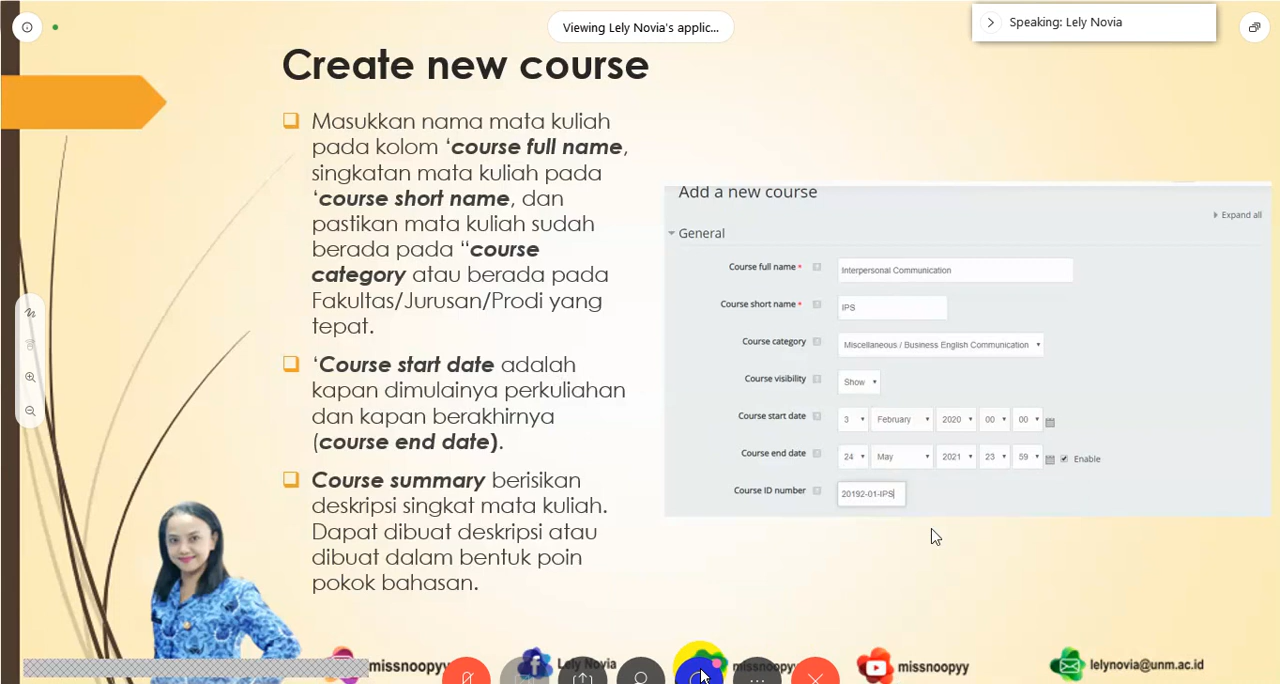 Viewing Lely Novia's applic...
Speaking: Lely Novia
Create new course
Masukkan nama mata kuliah
pada kolom ‘course full name,
singkatan mata kuliah pada
‘course short name, dan
pastikan mata kuliah sudah
berada pada “course
category atau berada pada
Fakultas/Jurusan/Prodi yang
tepat.
‘Course start date adalah
kapan dimulainya perkuliahan
dan kapan berakhirnya
(course end date).
Course summary berisikan
deskripsi singkat mata kuliah.
Dapat dibuat deskripsi atau
dibuat dalam bentuk poin
pokok bahasan.
Add a new course
Expand all
General
Course full name * Interpersonal Communication
Course short name * IPS
Course category Miscellaneous / Business English Communication
Course visibility Show
Course start date 3 February 2020 00 00
Course end date 24 May 2021 23 59 Enable
Course ID number 20192-01-IPS
missnoopyy Lely Novia missnoopyy missnoopyy lelynovia@unm.ac.id